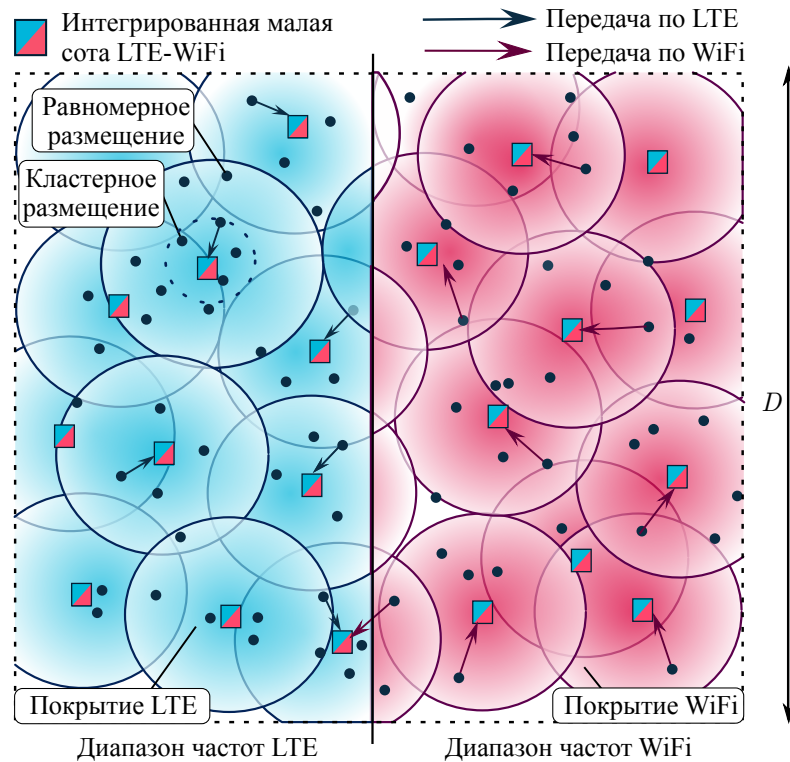 Интегрированная малая
сота LTE-WiFi
Передача по LTE
Передача по WiFi
Равномерное
размещение
Кластерное
размещение
D
Покрытие LTE
Покрытие WiFi
Диапазон частот LTE
Диапазон частот WiFi